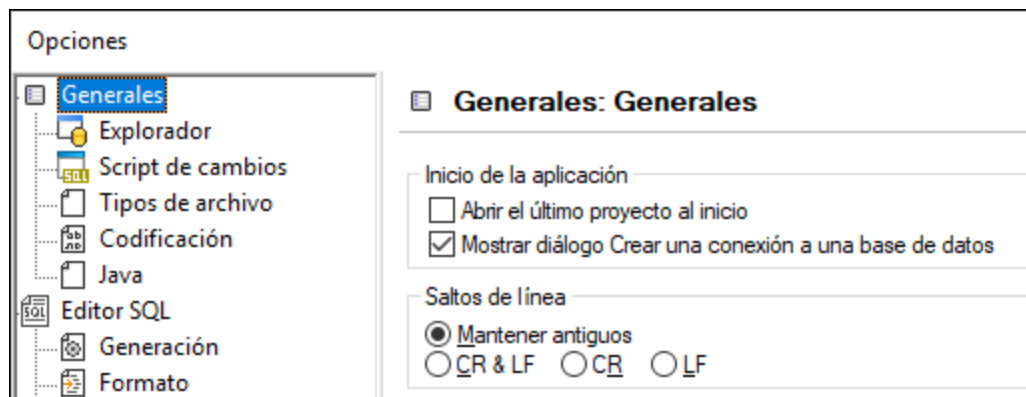 Opciones
Generales
Explorador
Script de cambios
Tipos de archivo
Codificación
Java
Editor SQL
Generación
Formato
Generales: Generales
Inicio de la aplicación
Abrir el último proyecto al inicio
Mostrar diálogo Crear una conexión a una base de datos
Saltos de línea
Mantener antiguos
CR & LF CR LF